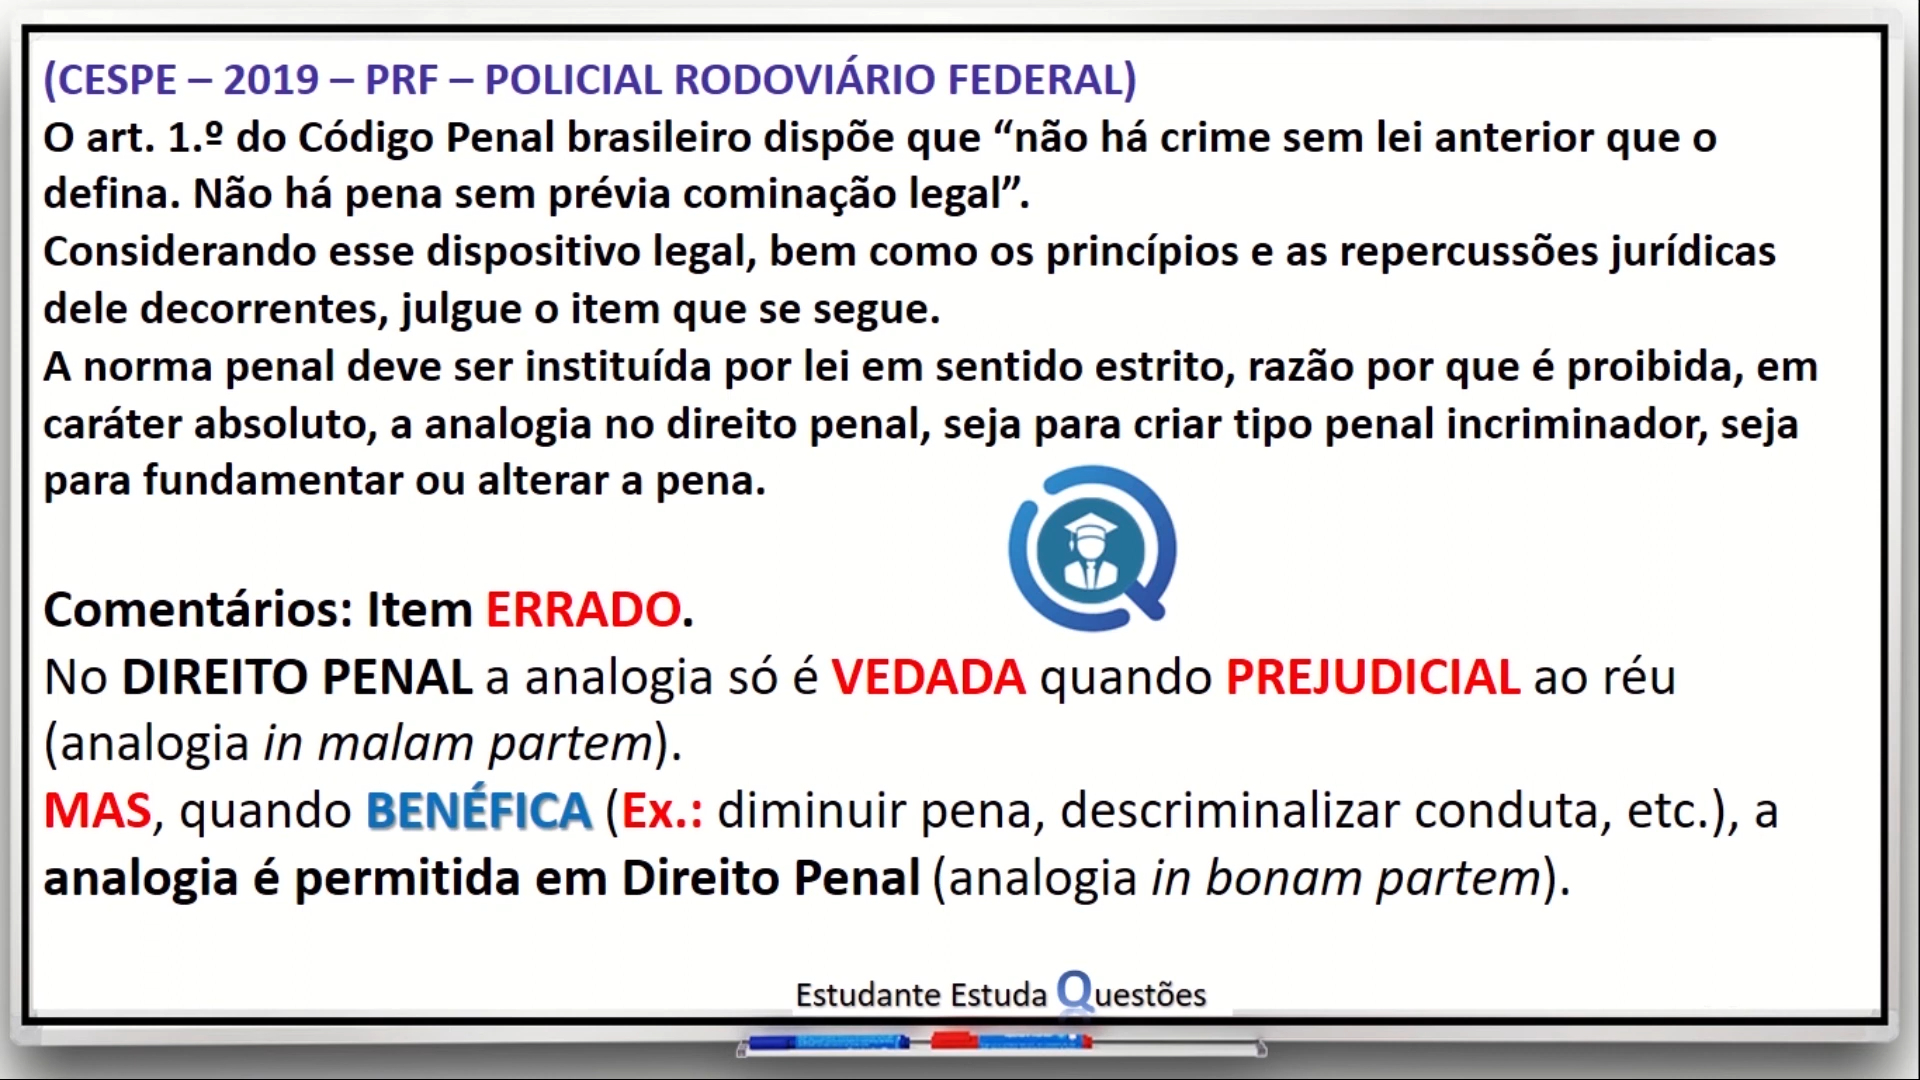 (CESPE – 2019 – PRF – POLICIAL RODOVIÁRIO FEDERAL)
O art. 1.º do Código Penal brasileiro dispõe que “não há crime sem lei anterior que o
defina. Não há pena sem prévia cominação legal”.
Considerando esse dispositivo legal, bem como os princípios e as repercussões jurídicas
dele decorrentes, julgue o item que se segue.
A norma penal deve ser instituída por lei em sentido estrito, razão por que é proibida, em
caráter absoluto, a analogia no direito penal, seja para criar tipo penal incriminador, seja
para fundamentar ou alterar a pena.
Comentários: Item ERRADO.
No DIREITO PENAL a analogia só é VEDADA quando PREJUDICIAL ao réu
(analogia in malam partem).
MAS, quando BENÉFICA (Ex.: diminuir pena, descriminalizar conduta, etc.), a
analogia é permitida em Direito Penal (analogia in bonam partem).
Estudante Estuda Questões